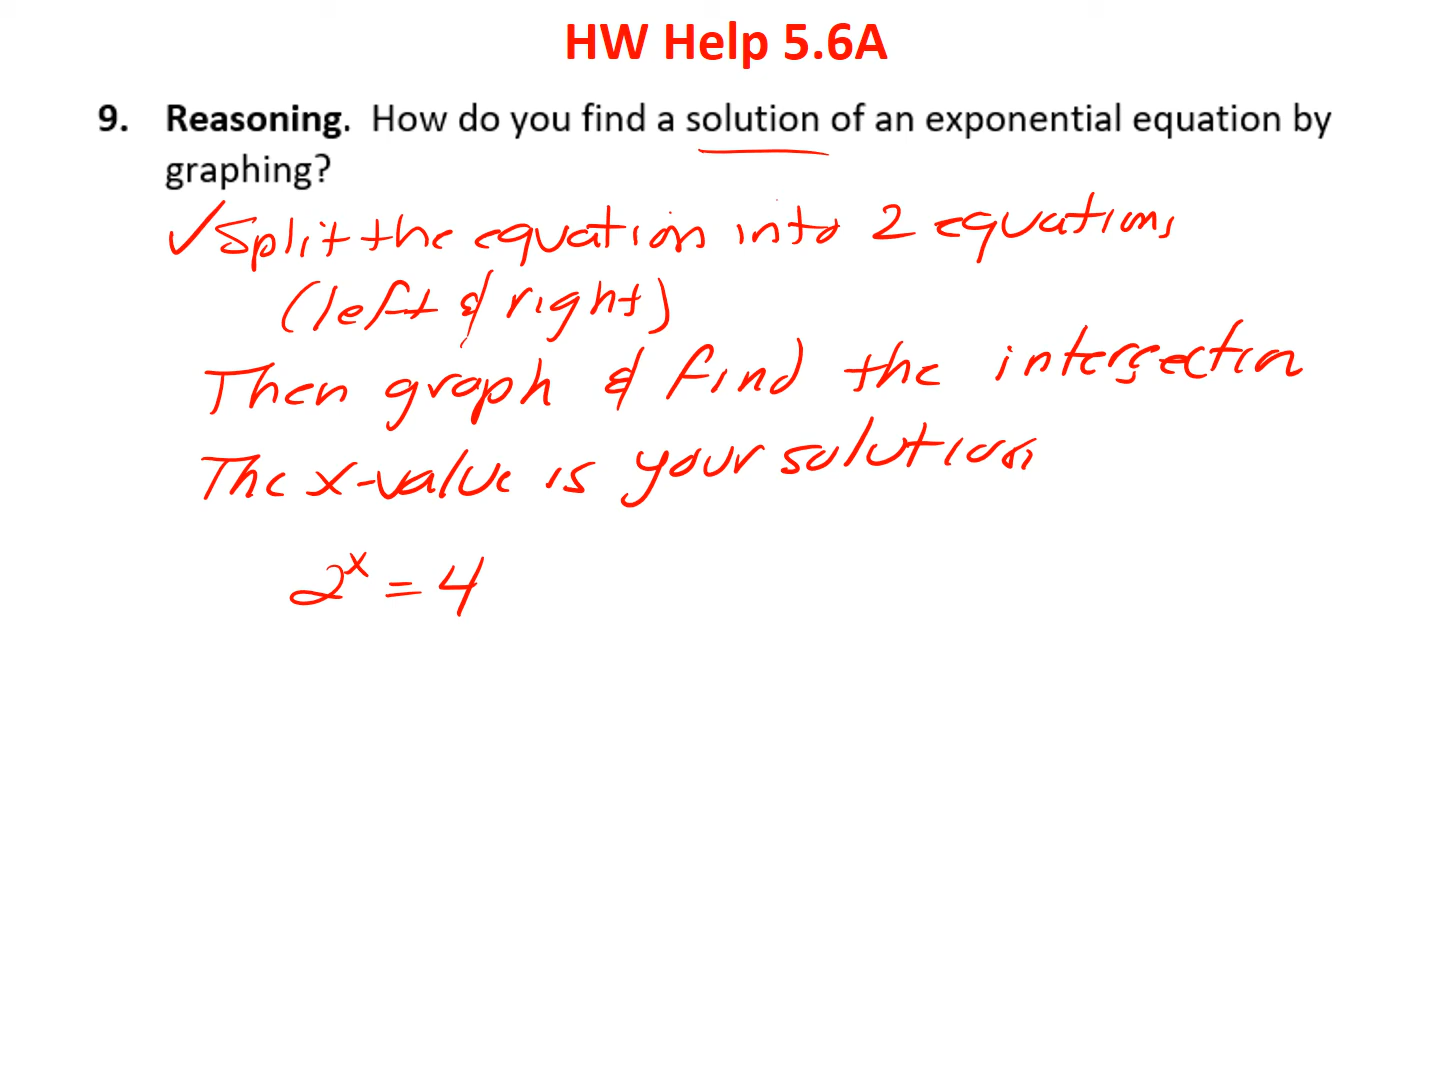 HW Help 5.6A
9. Reasoning. How do you find a solution of an exponential equation by
graphing?
✓Split the equation into 2 equations
(left & right)
Then graph & find the intersection
The x-value is your solution
2ˣ = 4